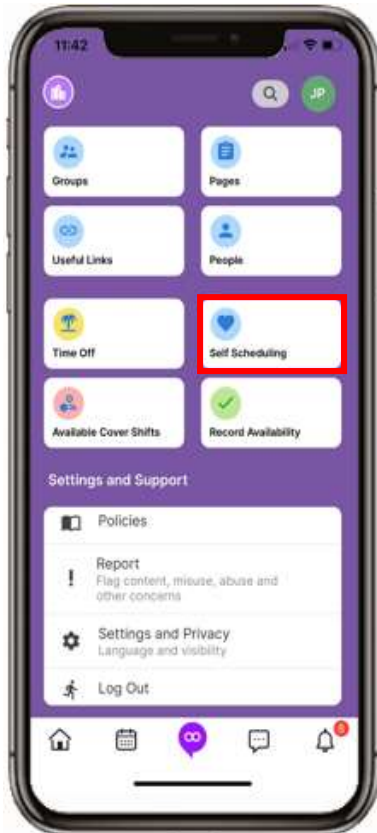 11:42
JP
Groups
Pages
Useful Links
People
Time Off
Self Scheduling
Available Cover Shifts
Record Availability
Settings and Support
Policies
Report
Flag content, misuse, abuse and
other concerns
Settings and Privacy
Language and visibility
Log Out